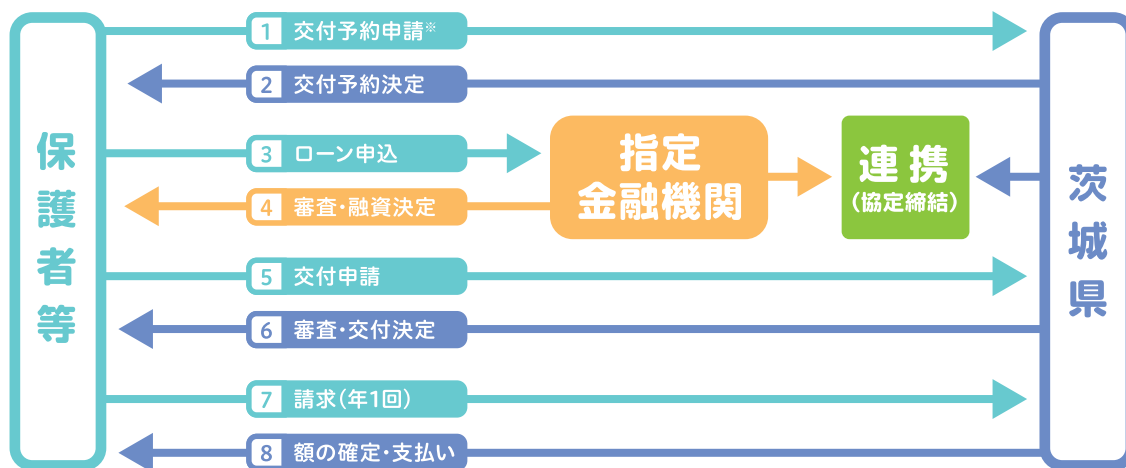 保護者等
1 交付予約申請※
2 交付予約決定
3 ローン申込
4 審査・融資決定
指定
金融機関
連携
(協定締結)
5 交付申請
6 審査・交付決定
7 請求(年1回)
8 額の確定・支払い
茨城県